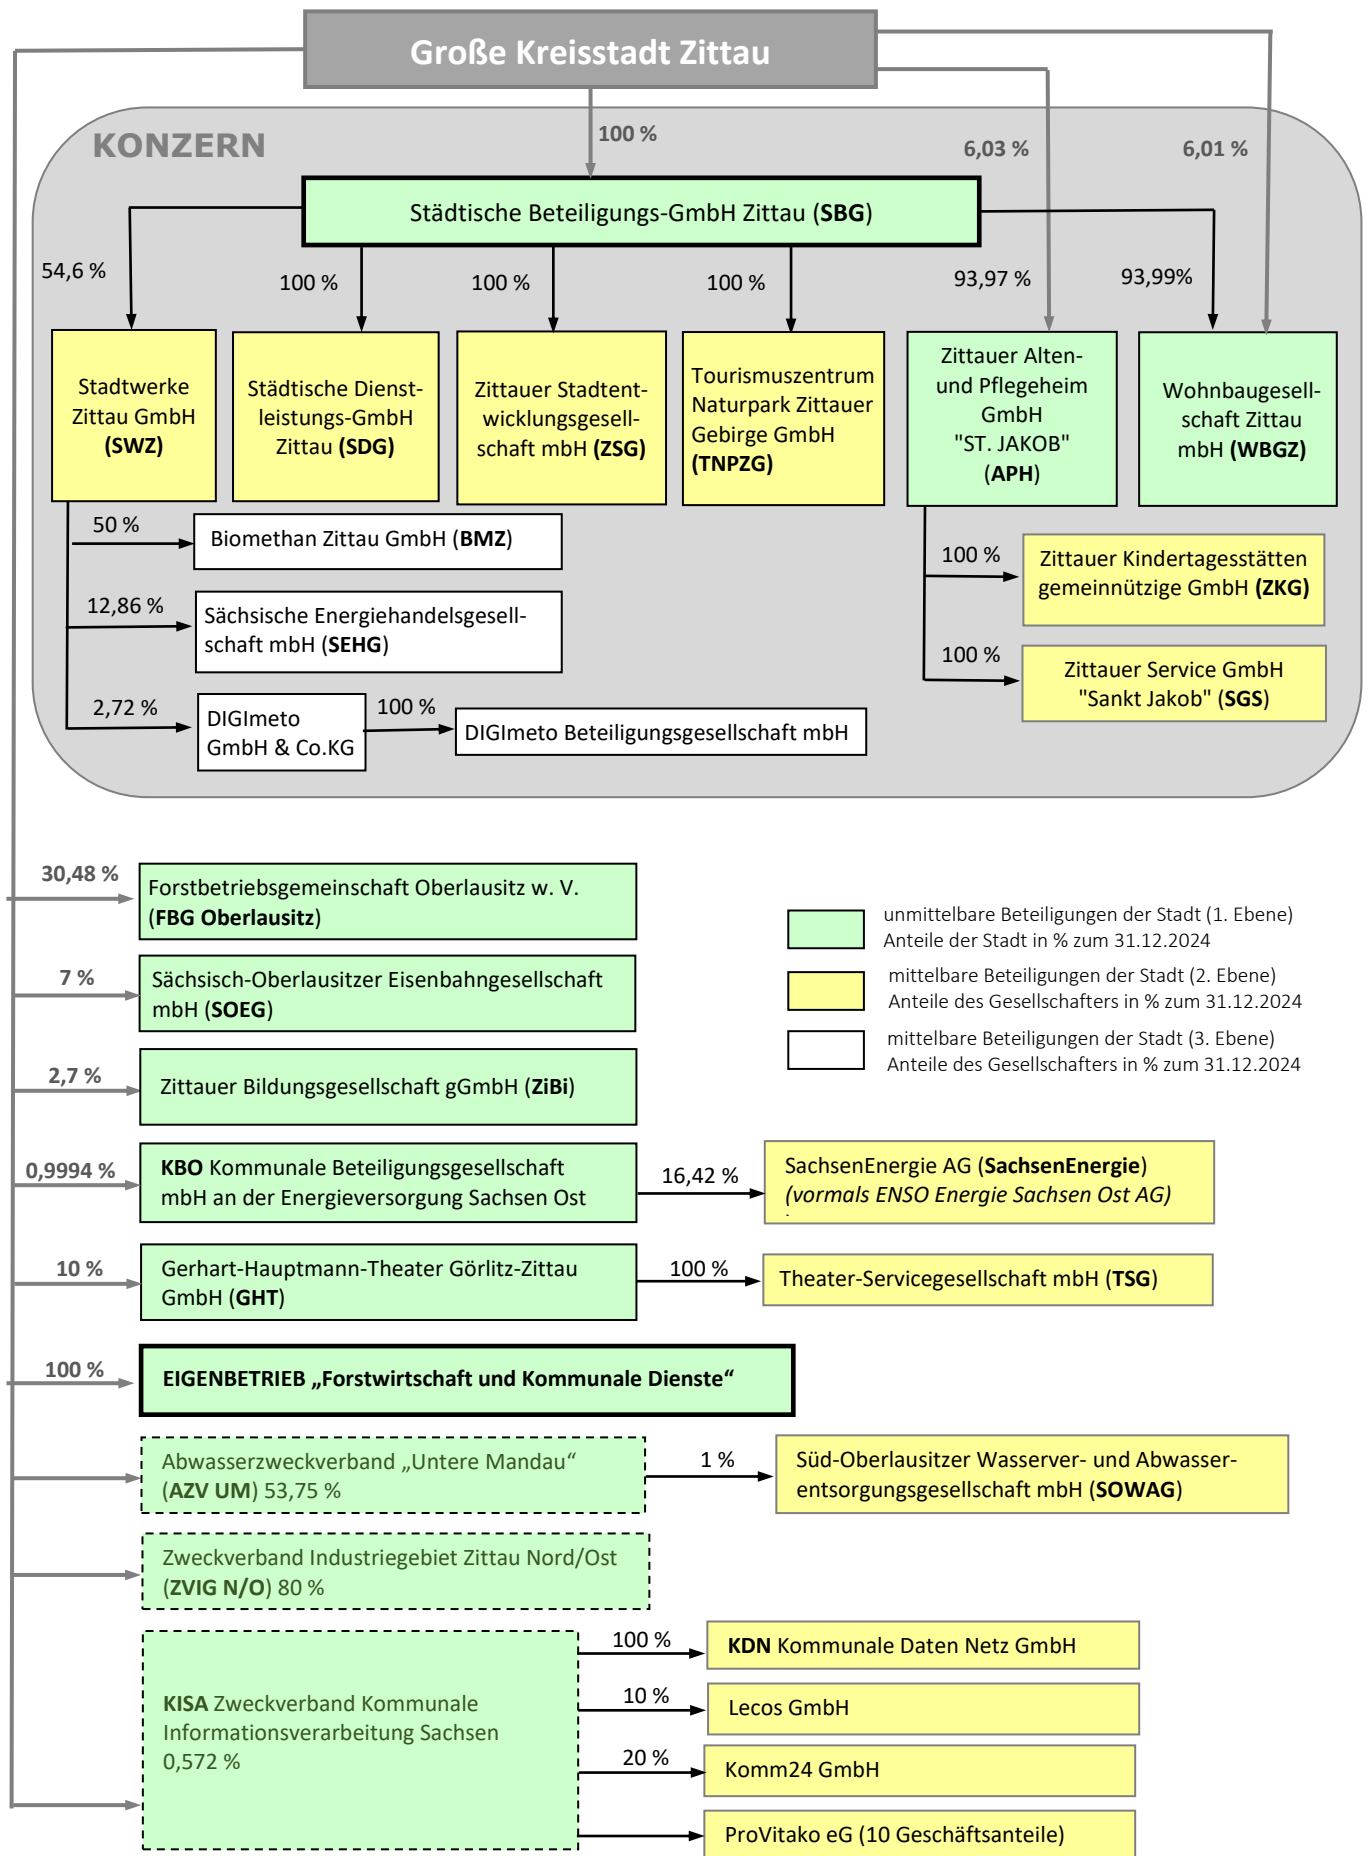 Große Kreisstadt Zittau
KONZERN
100 %
6,03 %
6,01 %
Städtische Beteiligungs-GmbH Zittau (SBG)
54,6 %
100 %
100 %
100 %
93,97 %
93,99%
Stadtwerke
Zittau GmbH
(SWZ)
Städtische Dienst-
leistungs-GmbH
Zittau (SDG)
Zittauer Stadtent-
wicklungsgesell-
schaft mbH (ZSG)
Tourismuszentrum
Naturpark Zittauer
Gebirge GmbH
(TNPZG)
Zittauer Alten-
und Pflegeheim
GmbH
"ST. JAKOB"
(APH)
Wohnbaugesell-
schaft Zittau
mbH (WBGZ)
50 %
Biomethan Zittau GmbH (BMZ)
12,86 %
Sächsische Energiehandelsgesell-
schaft mbH (SEHG)
2,72 %
DIGImeto
GmbH & Co.KG
100 %
DIGImeto Beteiligungsgesellschaft mbH
100 %
Zittauer Kindertagesstätten
gemeinnützige GmbH (ZKG)
100 %
Zittauer Service GmbH
"Sankt Jakob" (SGS)
30,48 %
Forstbetriebsgemeinschaft Oberlausitz w. V.
(FBG Oberlausitz)
7 %
Sächsisch-Oberlausitzer Eisenbahngesellschaft
mbH (SOEG)
2,7 %
Zittauer Bildungsgesellschaft gGmbH (ZiBi)
unmittelbare Beteiligungen der Stadt (1. Ebene)
Anteile der Stadt in % zum 31.12.2024
mittelbare Beteiligungen der Stadt (2. Ebene)
Anteile des Gesellschafters in % zum 31.12.2024
mittelbare Beteiligungen der Stadt (3. Ebene)
Anteile des Gesellschafters in % zum 31.12.2024
0,9994 %
KBO Kommunale Beteiligungsgesellschaft
mbH an der Energieversorgung Sachsen Ost
16,42 %
SachsenEnergie AG (SachsenEnergie)
(vormals ENSO Energie Sachsen Ost AG)
10 %
Gerhart-Hauptmann-Theater Görlitz-Zittau
GmbH (GHT)
100 %
Theater-Servicegesellschaft mbH (TSG)
100 %
EIGENBETRIEB „Forstwirtschaft und Kommunale Dienste“
Abwasserzweckverband „Untere Mandau“
(AZV UM) 53,75 %
1 %
Süd-Oberlausitzer Wasserver- und Abwasser-
entsorgungsgesellschaft mbH (SOWAG)
Zweckverband Industriegebiet Zittau Nord/Ost
(ZVIG N/O) 80 %
KISA Zweckverband Kommunale
Informationsverarbeitung Sachsen
0,572 %
100 %
KDN Kommunale Daten Netz GmbH
10 %
Lecos GmbH
20 %
Komm24 GmbH
ProVitako eG (10 Geschäftsanteile)